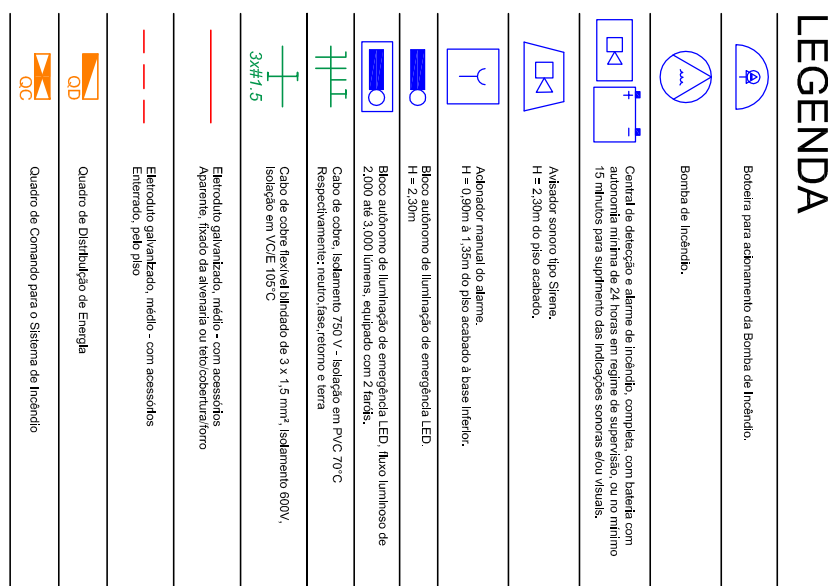 LEGENDA
Botoeira para acionamento da Bomba de Incêndio.
Bomba de Incêndio.
Central de detecção e alarme de incêndio, completa, com bateria com
autonomia mínima de 24 horas em regime de supervisão, ou no mínimo
15 minutos para suprimento das indicações sonoras e/ou visuais.
Avisador sonoro tipo Sirene.
H = 2,30m do piso acabado.
Acionador manual do alarme.
H = 0,90m à 1,35m do piso acabado à base inferior.
Bloco autônomo de iluminação de emergência LED.
H = 2,30m
Bloco autônomo de iluminação de emergência LED, fluxo luminoso de
2.000 até 3.000 lúmens, equipado com 2 faróis.
Cabo de cobre, isolamento 750 V - Isolação em PVC 70°C
Respectivamente: neutro,fase,retorno e terra
3x#1.5
Cabo de cobre flexível blindado de 3 x 1,5 mm², Isolamento 600V,
Isolação em VC/E 105°C
Eletroduto galvanizado, médio - com acessórios
Aparente, fixado da alvenaria ou teto/cobertura/forro
Eletroduto galvanizado, médio - com acessórios
Enterrado, pelo piso
QD
Quadro de Distribuição de Energia
QC
Quadro de Comando para o Sistema de Incêndio